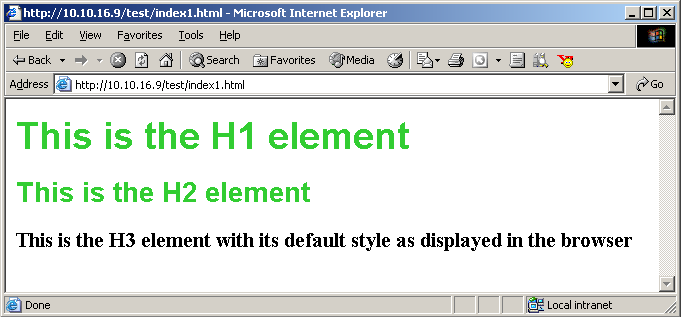 http://10.10.16.9/test/index1.html - Microsoft Internet Explorer
File Edit View Favorites Tools Help
Back Search Favorites Media
Address http://10.10.16.9/test/index1.html Go
This is the H1 element
This is the H2 element
This is the H3 element with its default style as displayed in the browser
Done Local intranet